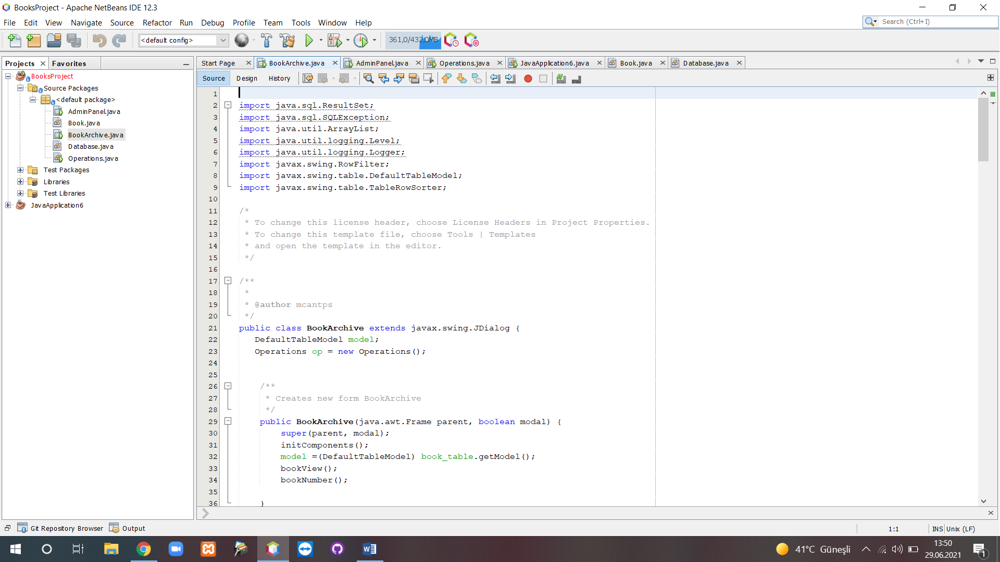 BooksProject - Apache NetBeans IDE 12.3
File Edit View Navigate Source Refactor Run Debug Profile Team Tools Window Help
Search (Ctrl+I)
<default config>
361,0/432,0MB
Projects Favorites
BooksProject
Source Packages
<default package>
AdminPanel.java
Book.java
BookArchive.java
Database.java
Operations.java
Test Packages
Libraries
Test Libraries
JavaApplication6
Start Page BookArchive.java AdminPanel.java Operations.java JavaApplication6.java Book.java Database.java
Source Design History
1
2 import java.sql.ResultSet;
3 import java.sql.SQLException;
4 import java.util.ArrayList;
5 import java.util.logging.Level;
6 import java.util.logging.Logger;
7 import javax.swing.RowFilter;
8 import javax.swing.table.DefaultTableModel;
9 import javax.swing.table.TableRowSorter;
10
11 /*
12 * To change this license header, choose License Headers in Project Properties.
13 * To change this template file, choose Tools | Templates
14 * and open the template in the editor.
15 */
16
17 /**
18 *
19 * @author mcantps
20 */
21 public class BookArchive extends javax.swing.JDialog {
22 DefaultTableModel model;
23 Operations op = new Operations();
24
25
26 /**
27 * Creates new form BookArchive
28 */
29 public BookArchive(java.awt.Frame parent, boolean modal) {
30 super(parent, modal);
31 initComponents();
32 model =(DefaultTableModel) book_table.getModel();
33 bookView();
34 bookNumber();
35
36 }
Git Repository Browser Output
1:1 INS Unix (LF)
41°C Güneşli
13:50
29.06.2021
1